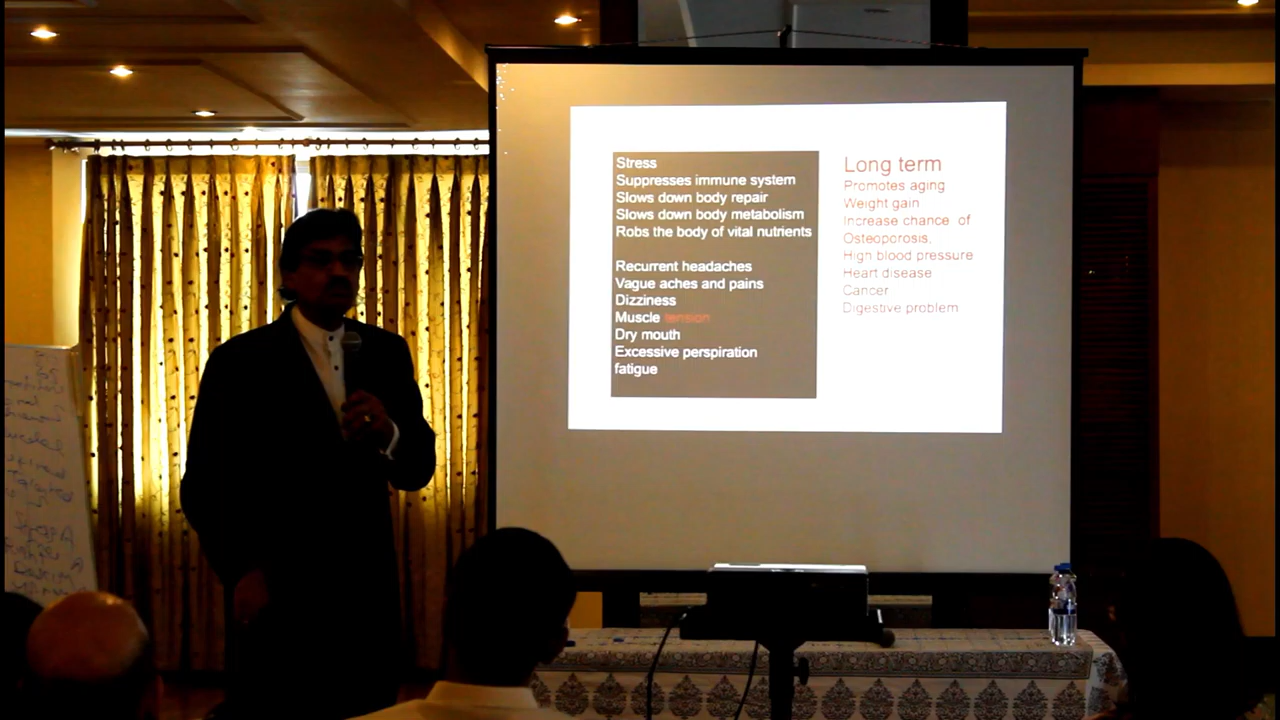 Stress
Suppresses immune system
Slows down body repair
Slows down body metabolism
Robs the body of vital nutrients
Recurrent headaches
Vague aches and pains
Dizziness
Muscle tension
Dry mouth
Excessive perspiration
fatigue
Long term
Promotes aging
Weight gain
Increase chance of
Osteoporosis,
High blood pressure
Heart disease
Cancer
Digestive problem